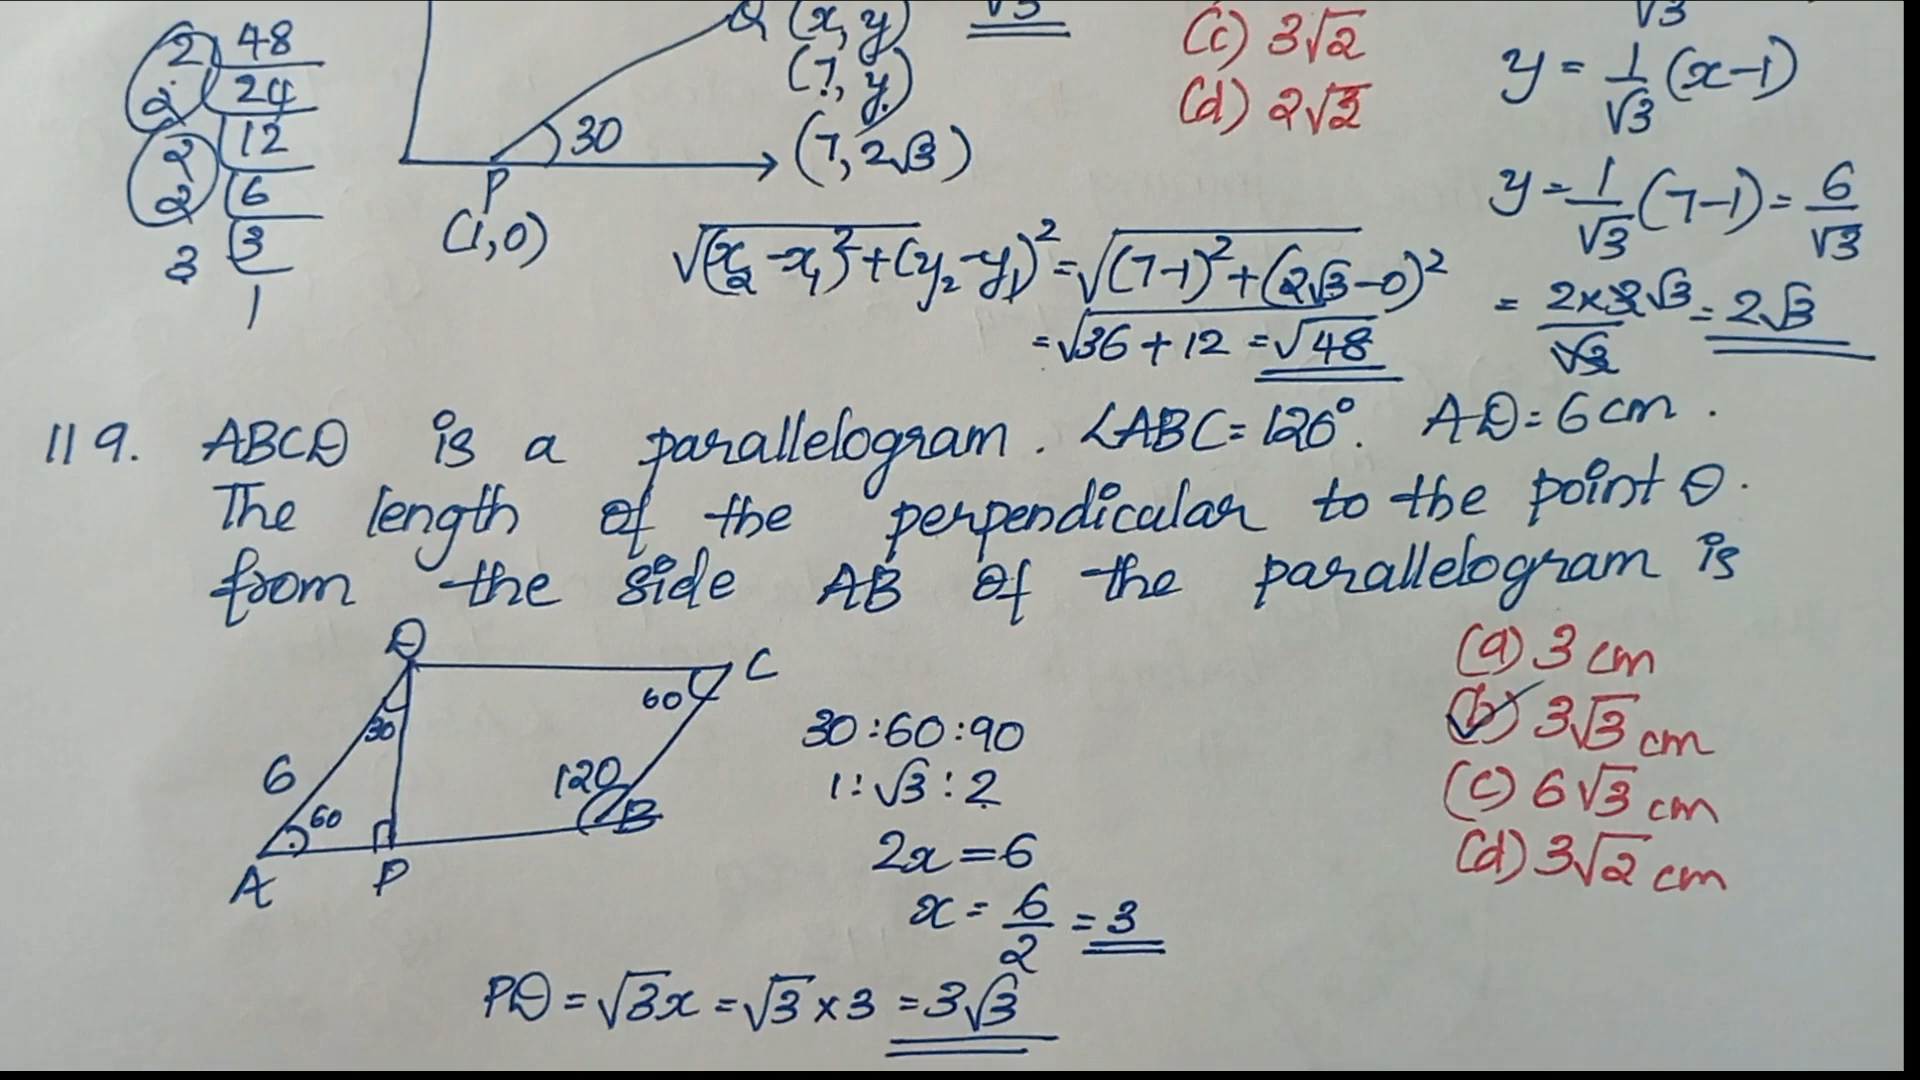 2 48
2 24
2 12
2 6
3 3
1
Q (x, y)
(7, y)
(7, 2√3)
30
P
(1,0)
√3
(c) 3√2
(d) 2√2
√3
y = 1/√3 (x-1)
y = 1/√3 (7-1) = 6/√3
= 2×3√3/√3 = 2√3
√(x₂-x₁)²+(y₂-y₁)² = √(7-1)²+(2√3-0)²
= √36+12 = √48
119. ABCD is a parallelogram. ∠ABC = 120°. AD = 6 cm.
The length of the perpendicular to the point D
from the side AB of the parallelogram is
D
C
60
30
6
60
120
B
A
P
30:60:90
1:√3:2
2x = 6
x = 6/2 = 3
PD = √3x = √3×3 = 3√3
(a) 3 cm
(b) 3√3 cm
(c) 6√3 cm
(d) 3√2 cm